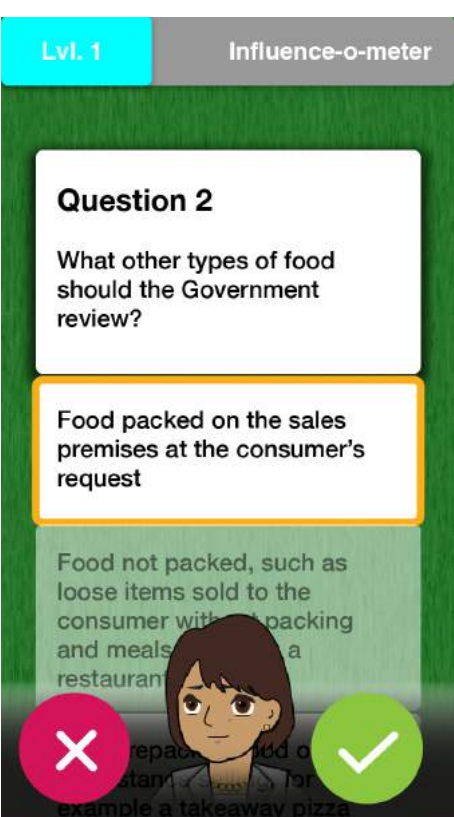 Lvl. 1
Influence-o-meter
Question 2
What other types of food
should the Government
review?
Food packed on the sales
premises at the consumer's
request
Food not packed, such as
loose items sold to the
consumer without packing
and meals a
restaurant
for
example a takeaway pizza